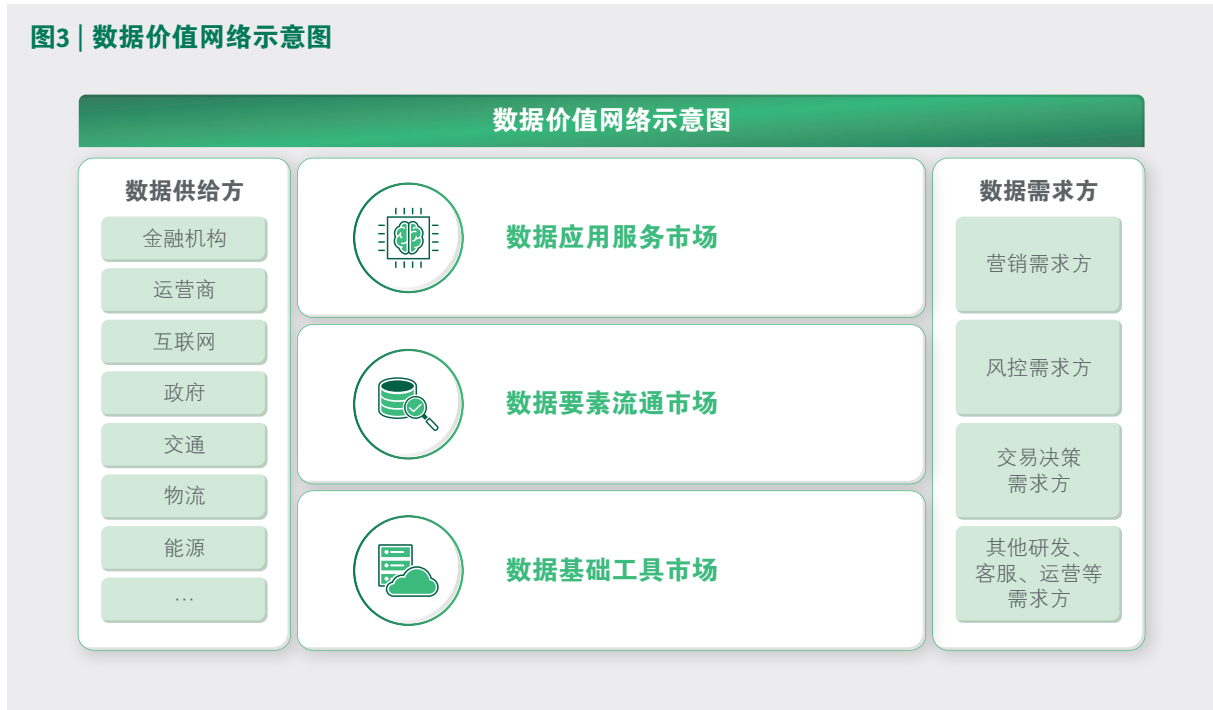 图3 | 数据价值网络示意图
数据价值网络示意图
数据供给方
金融机构
运营商
互联网
政府
交通
物流
能源
…
数据应用服务市场
数据要素流通市场
数据基础工具市场
数据需求方
营销需求方
风控需求方
交易决策
需求方
其他研发、
客服、运营等
需求方